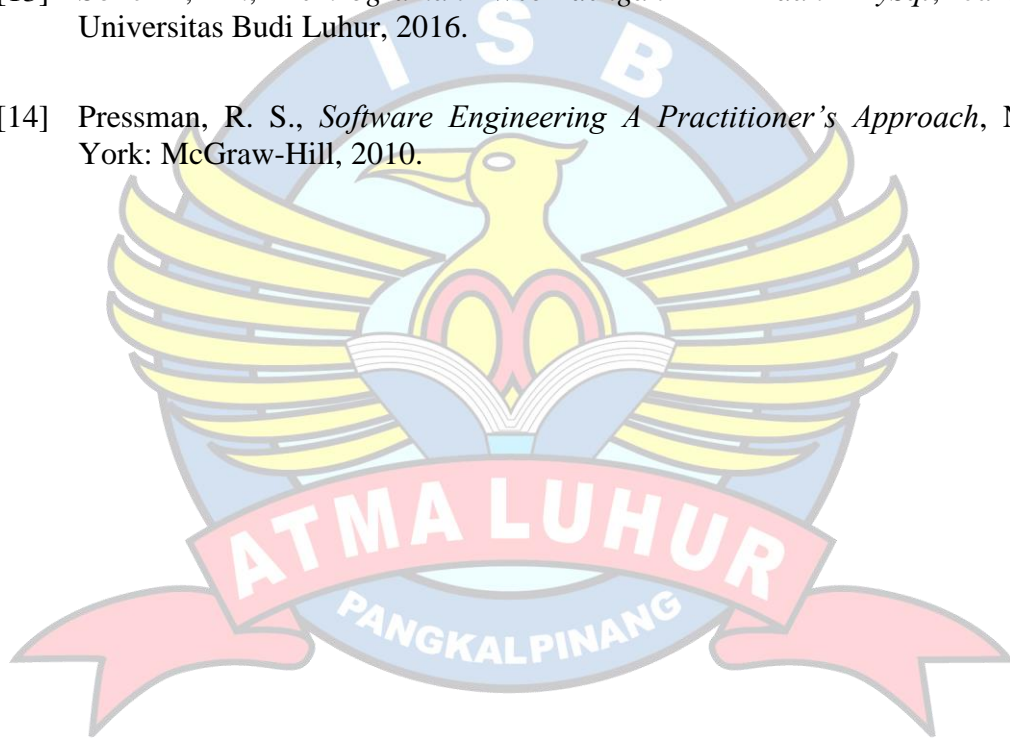 Universitas Budi Luhur, 2016.
[14] Pressman, R. S., Software Engineering A Practitioner's Approach, N
York: McGraw-Hill, 2010.
I S B
ATMA LUHUR
PANGKALPINANG